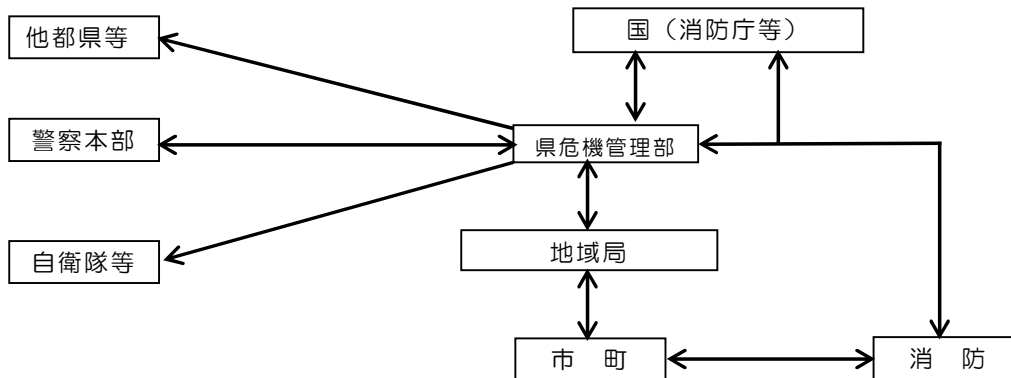 他都県等
国（消防庁等）
警察本部
県危機管理部
自衛隊等
地域局
市　町
消　防